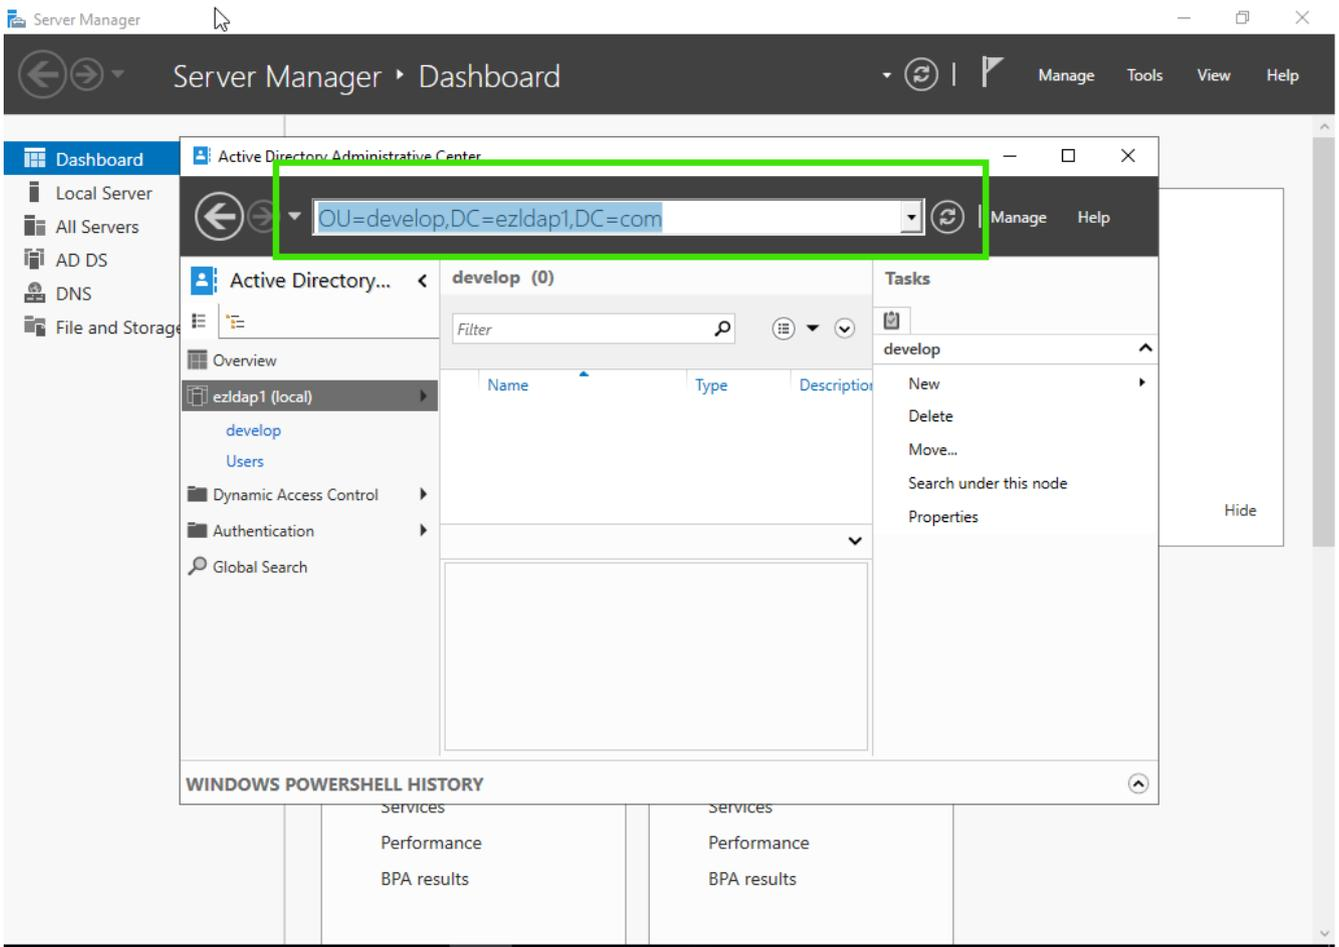 Server Manager
Server Manager ‣ Dashboard
Manage Tools View Help
Dashboard
Local Server
All Servers
AD DS
DNS
File and Storage
Active Directory Administrative Center
OU=develop,DC=ezldap1,DC=com
Manage Help
Active Directory...
Overview
ezldap1 (local)
develop
Users
Dynamic Access Control
Authentication
Global Search
develop (0)
Filter
Name Type Description
Tasks
develop
New
Delete
Move...
Search under this node
Properties
Hide
WINDOWS POWERSHELL HISTORY
Services
Performance
BPA results
Services
Performance
BPA results